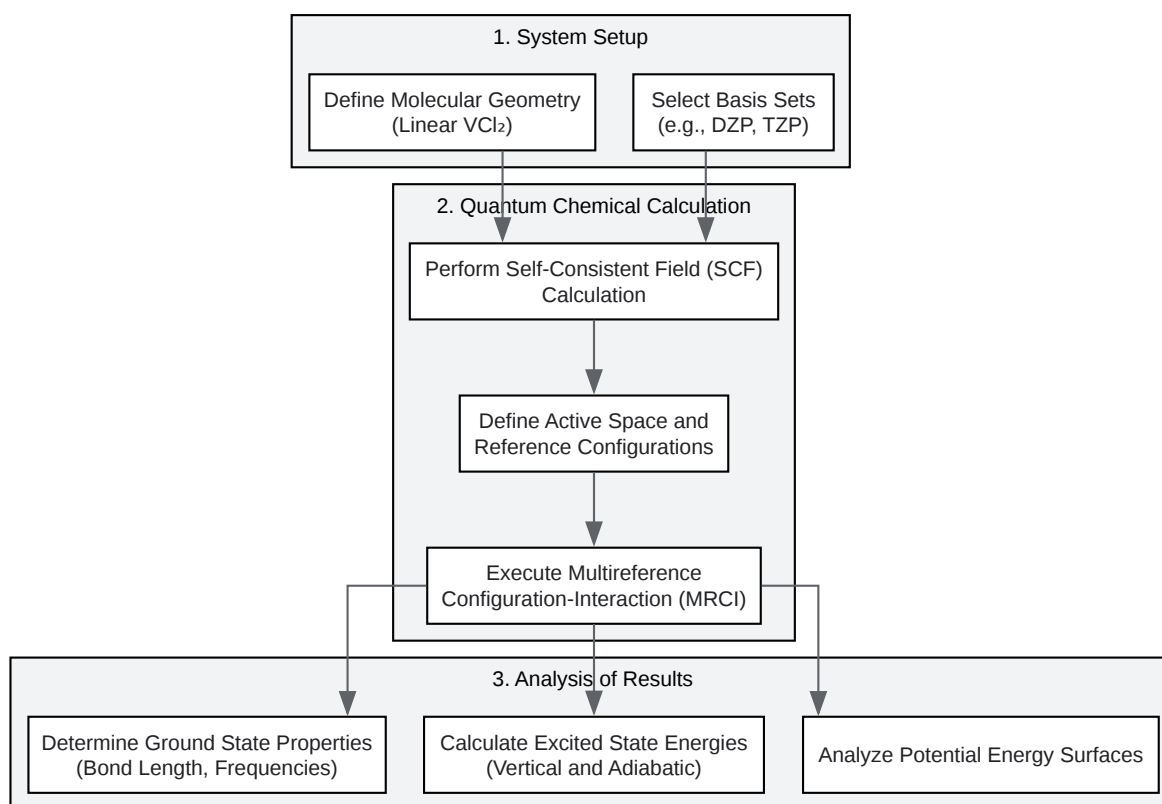 1. System Setup
Define Molecular Geometry
(Linear VCl₂)
Select Basis Sets
(e.g., DZP, TZP)
2. Quantum Chemical Calculation
Perform Self-Consistent Field (SCF)
Calculation
Define Active Space and
Reference Configurations
Execute Multireference
Configuration-Interaction (MRCI)
3. Analysis of Results
Determine Ground State Properties
(Bond Length, Frequencies)
Calculate Excited State Energies
(Vertical and Adiabatic)
Analyze Potential Energy Surfaces